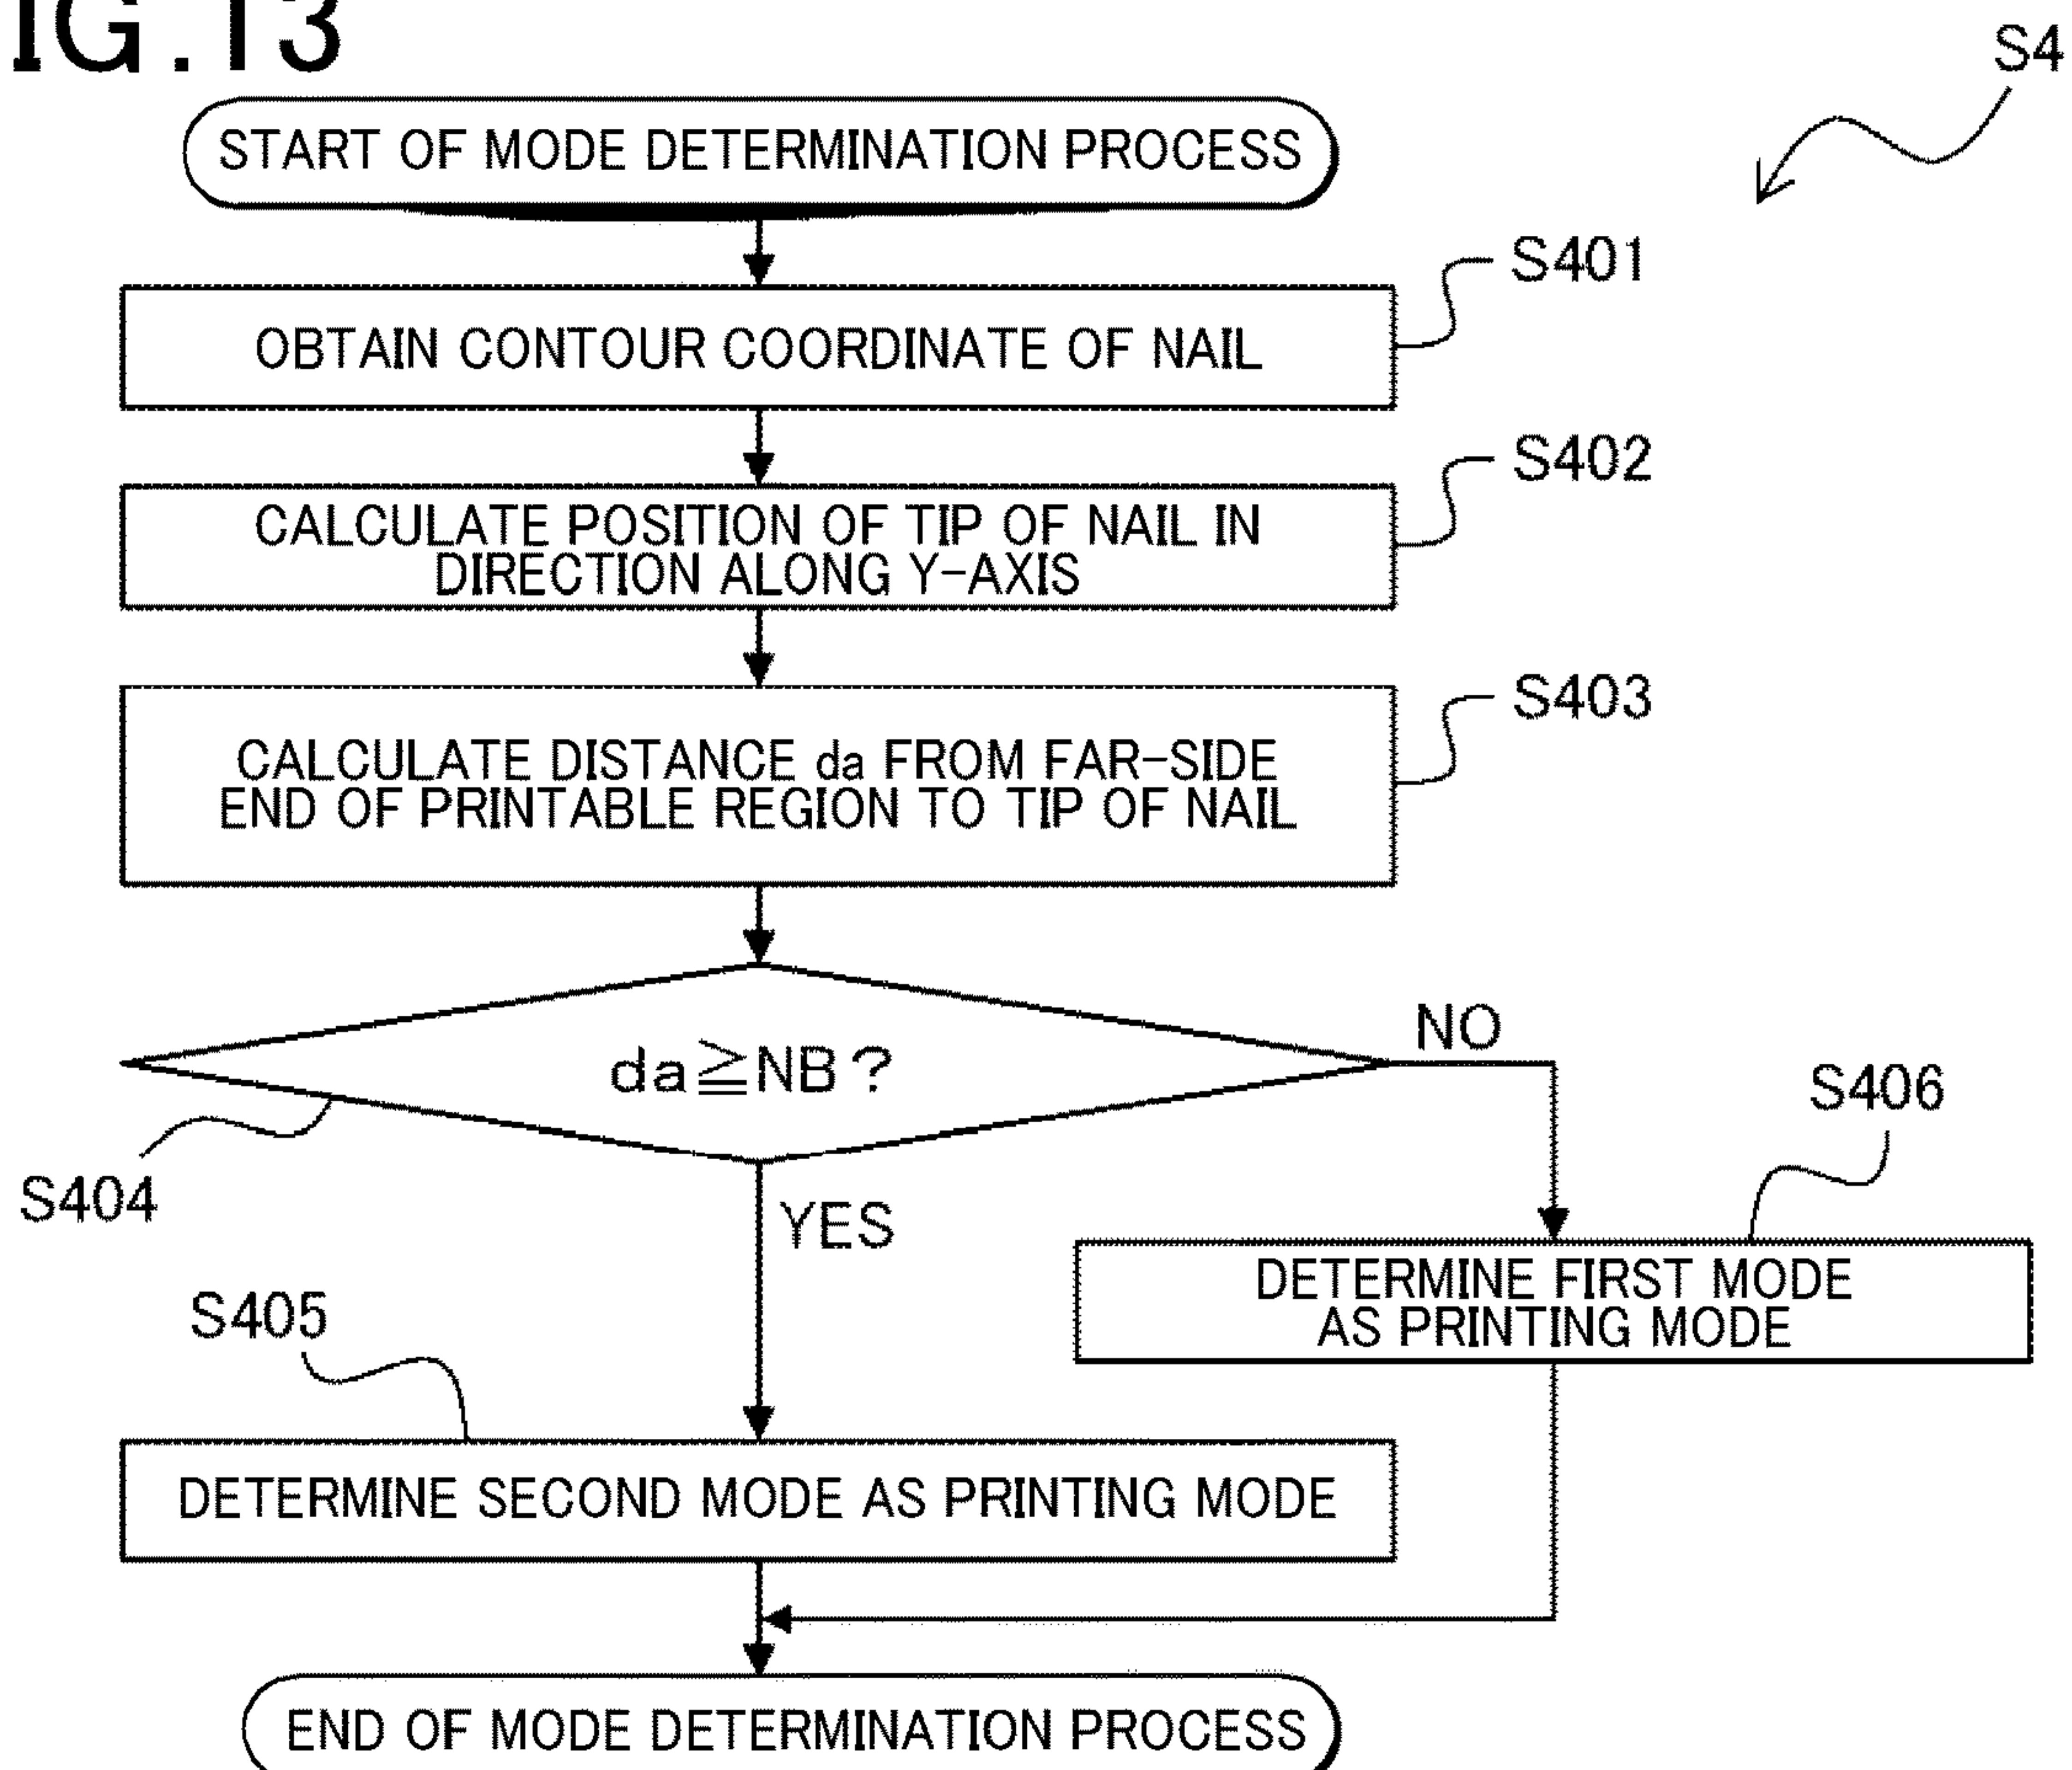 IG.13
S4
START OF MODE DETERMINATION PROCESS
S401
OBTAIN CONTOUR COORDINATE OF NAIL
S402
CALCULATE POSITION OF TIP OF NAIL IN
DIRECTION ALONG Y-AXIS
S403
CALCULATE DISTANCE da FROM FAR-SIDE
END OF PRINTABLE REGION TO TIP OF NAIL
da≧NB?
NO
S404
YES
S406
DETERMINE FIRST MODE
AS PRINTING MODE
S405
DETERMINE SECOND MODE AS PRINTING MODE
END OF MODE DETERMINATION PROCESS